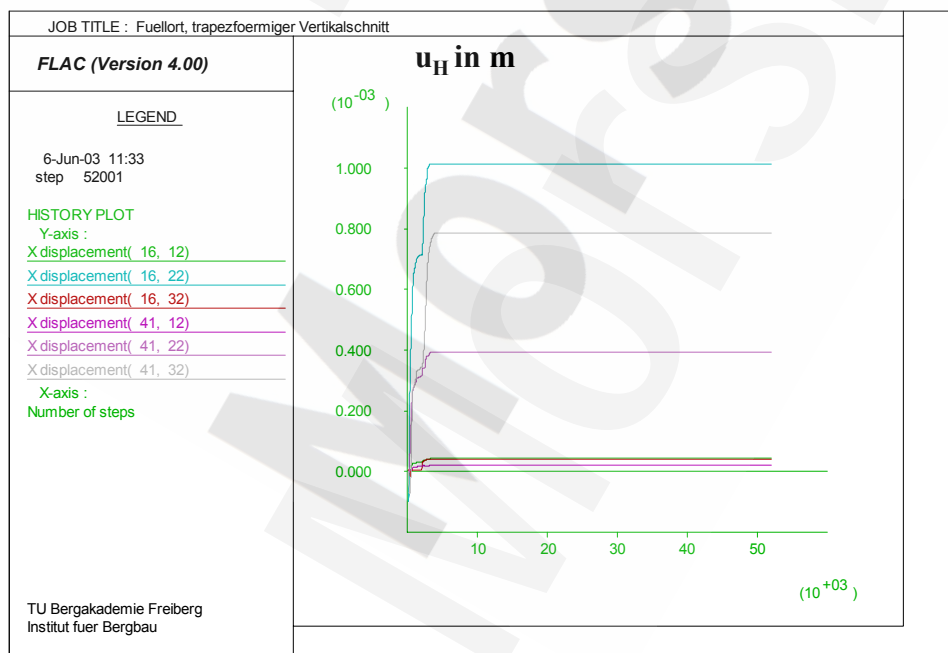 JOB TITLE : Fuellort, trapezfoermiger Vertikalschnitt
FLAC (Version 4.00)
LEGEND
6-Jun-03 11:33
step 52001
HISTORY PLOT
Y-axis :
X displacement( 16, 12)
X displacement( 16, 22)
X displacement( 16, 32)
X displacement( 41, 12)
X displacement( 41, 22)
X displacement( 41, 32)
X-axis :
Number of steps
TU Bergakademie Freiberg
Institut fuer Bergbau
u_H in m
(10^-03 )
1.000
0.800
0.600
0.400
0.200
0.000
10 20 30 40 50
(10^+03 )